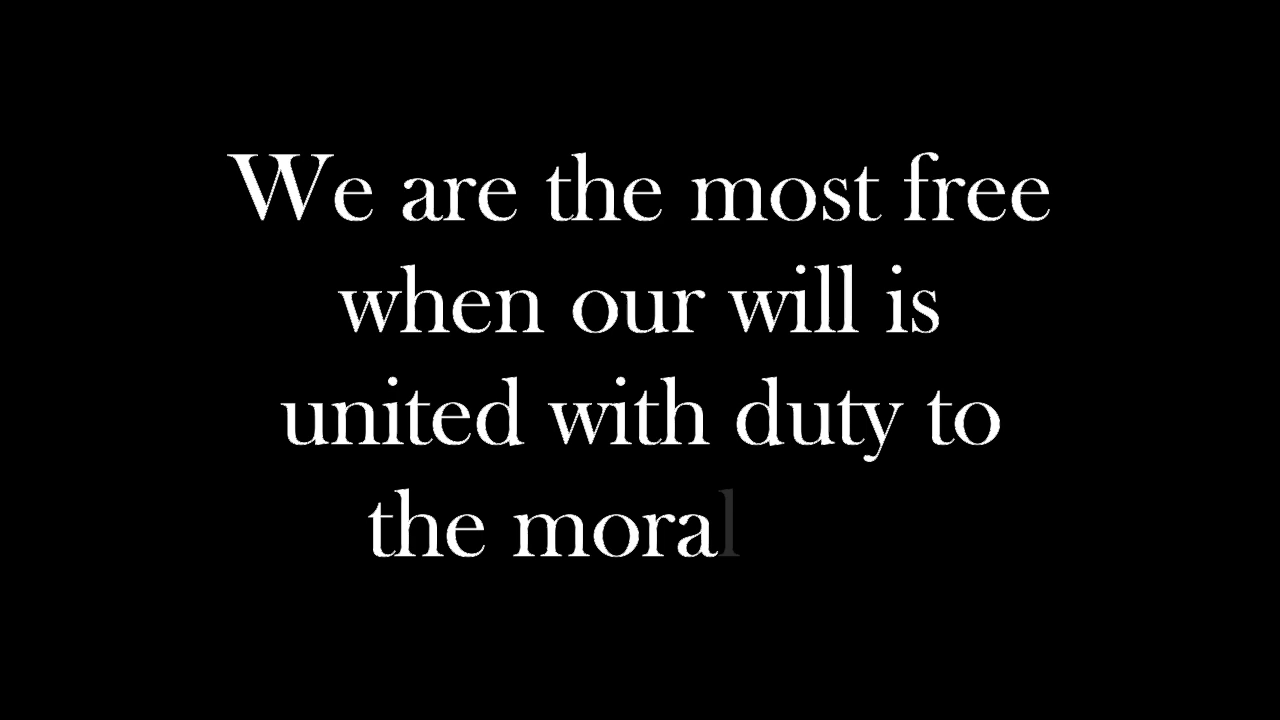 We are the most free
when our will is
united with duty to
the moral